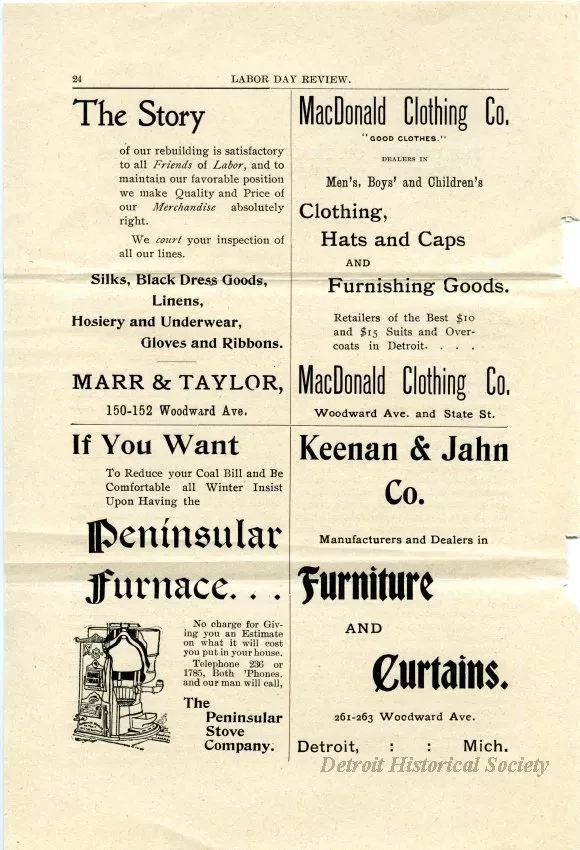 24
LABOR DAY REVIEW.
The Story
of our rebuilding is satisfactory
to all Friends of Labor, and to
maintain our favorable position
we make Quality and Price of
our Merchandise absolutely
right.
We court your inspection of
all our lines.
Silks, Black Dress Goods,
Linens,
Hosiery and Underwear,
Gloves and Ribbons.
MARR & TAYLOR,
150-152 Woodward Ave.
MacDonald Clothing Co.
"GOOD CLOTHES."
DEALERS IN
Men's, Boys' and Children's
Clothing,
Hats and Caps
AND
Furnishing Goods.
Retailers of the Best $10
and $15 Suits and Over-
coats in Detroit. . . .
MacDonald Clothing Co.
Woodward Ave. and State St.
If You Want
To Reduce your Coal Bill and Be
Comfortable all Winter Insist
Upon Having the
Peninsular
Furnace. . .
No charge for Giv-
ing you an Estimate
on what it will cost
you put in your house.
Telephone 236 or
1785, Both 'Phones.
and our man will call,
The
Peninsular
Stove
Company.
Keenan & Jahn
Co.
Manufacturers and Dealers in
Furniture
AND
Curtains.
261-263 Woodward Ave.
Detroit, : : Mich.
Detroit Historical Society